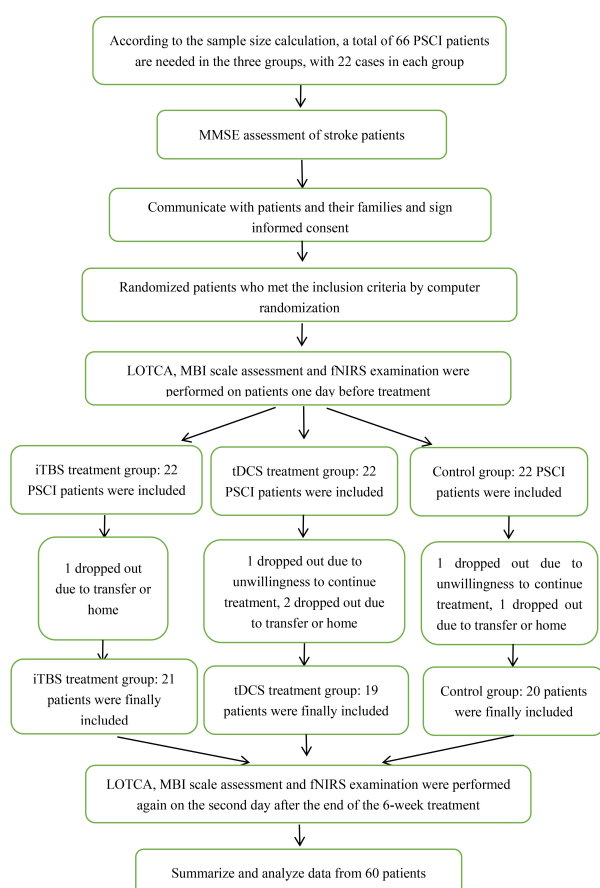 According to the sample size calculation, a total of 66 PSCI patients
are needed in the three groups, with 22 cases in each group
MMSE assessment of stroke patients
Communicate with patients and their families and sign
informed consent
Randomized patients who met the inclusion criteria by computer
randomization
LOTCA, MBI scale assessment and fNIRS examination were
performed on patients one day before treatment
iTBS treatment group: 22
PSCI patients were included
tDCS treatment group: 22
PSCI patients were included
Control group: 22 PSCI
patients were included
1 dropped out
due to transfer or
home
1 dropped out due to
unwillingness to continue
treatment, 2 dropped out due
to transfer or home
1 dropped out due to
unwillingness to continue
treatment, 1 dropped out
due to transfer or home
iTBS treatment group: 21
patients were finally
included
tDCS treatment group: 19
patients were finally included
Control group: 20 patients
were finally included
LOTCA, MBI scale assessment and fNIRS examination were performed
again on the second day after the end of the 6-week treatment
Summarize and analyze data from 60 patients